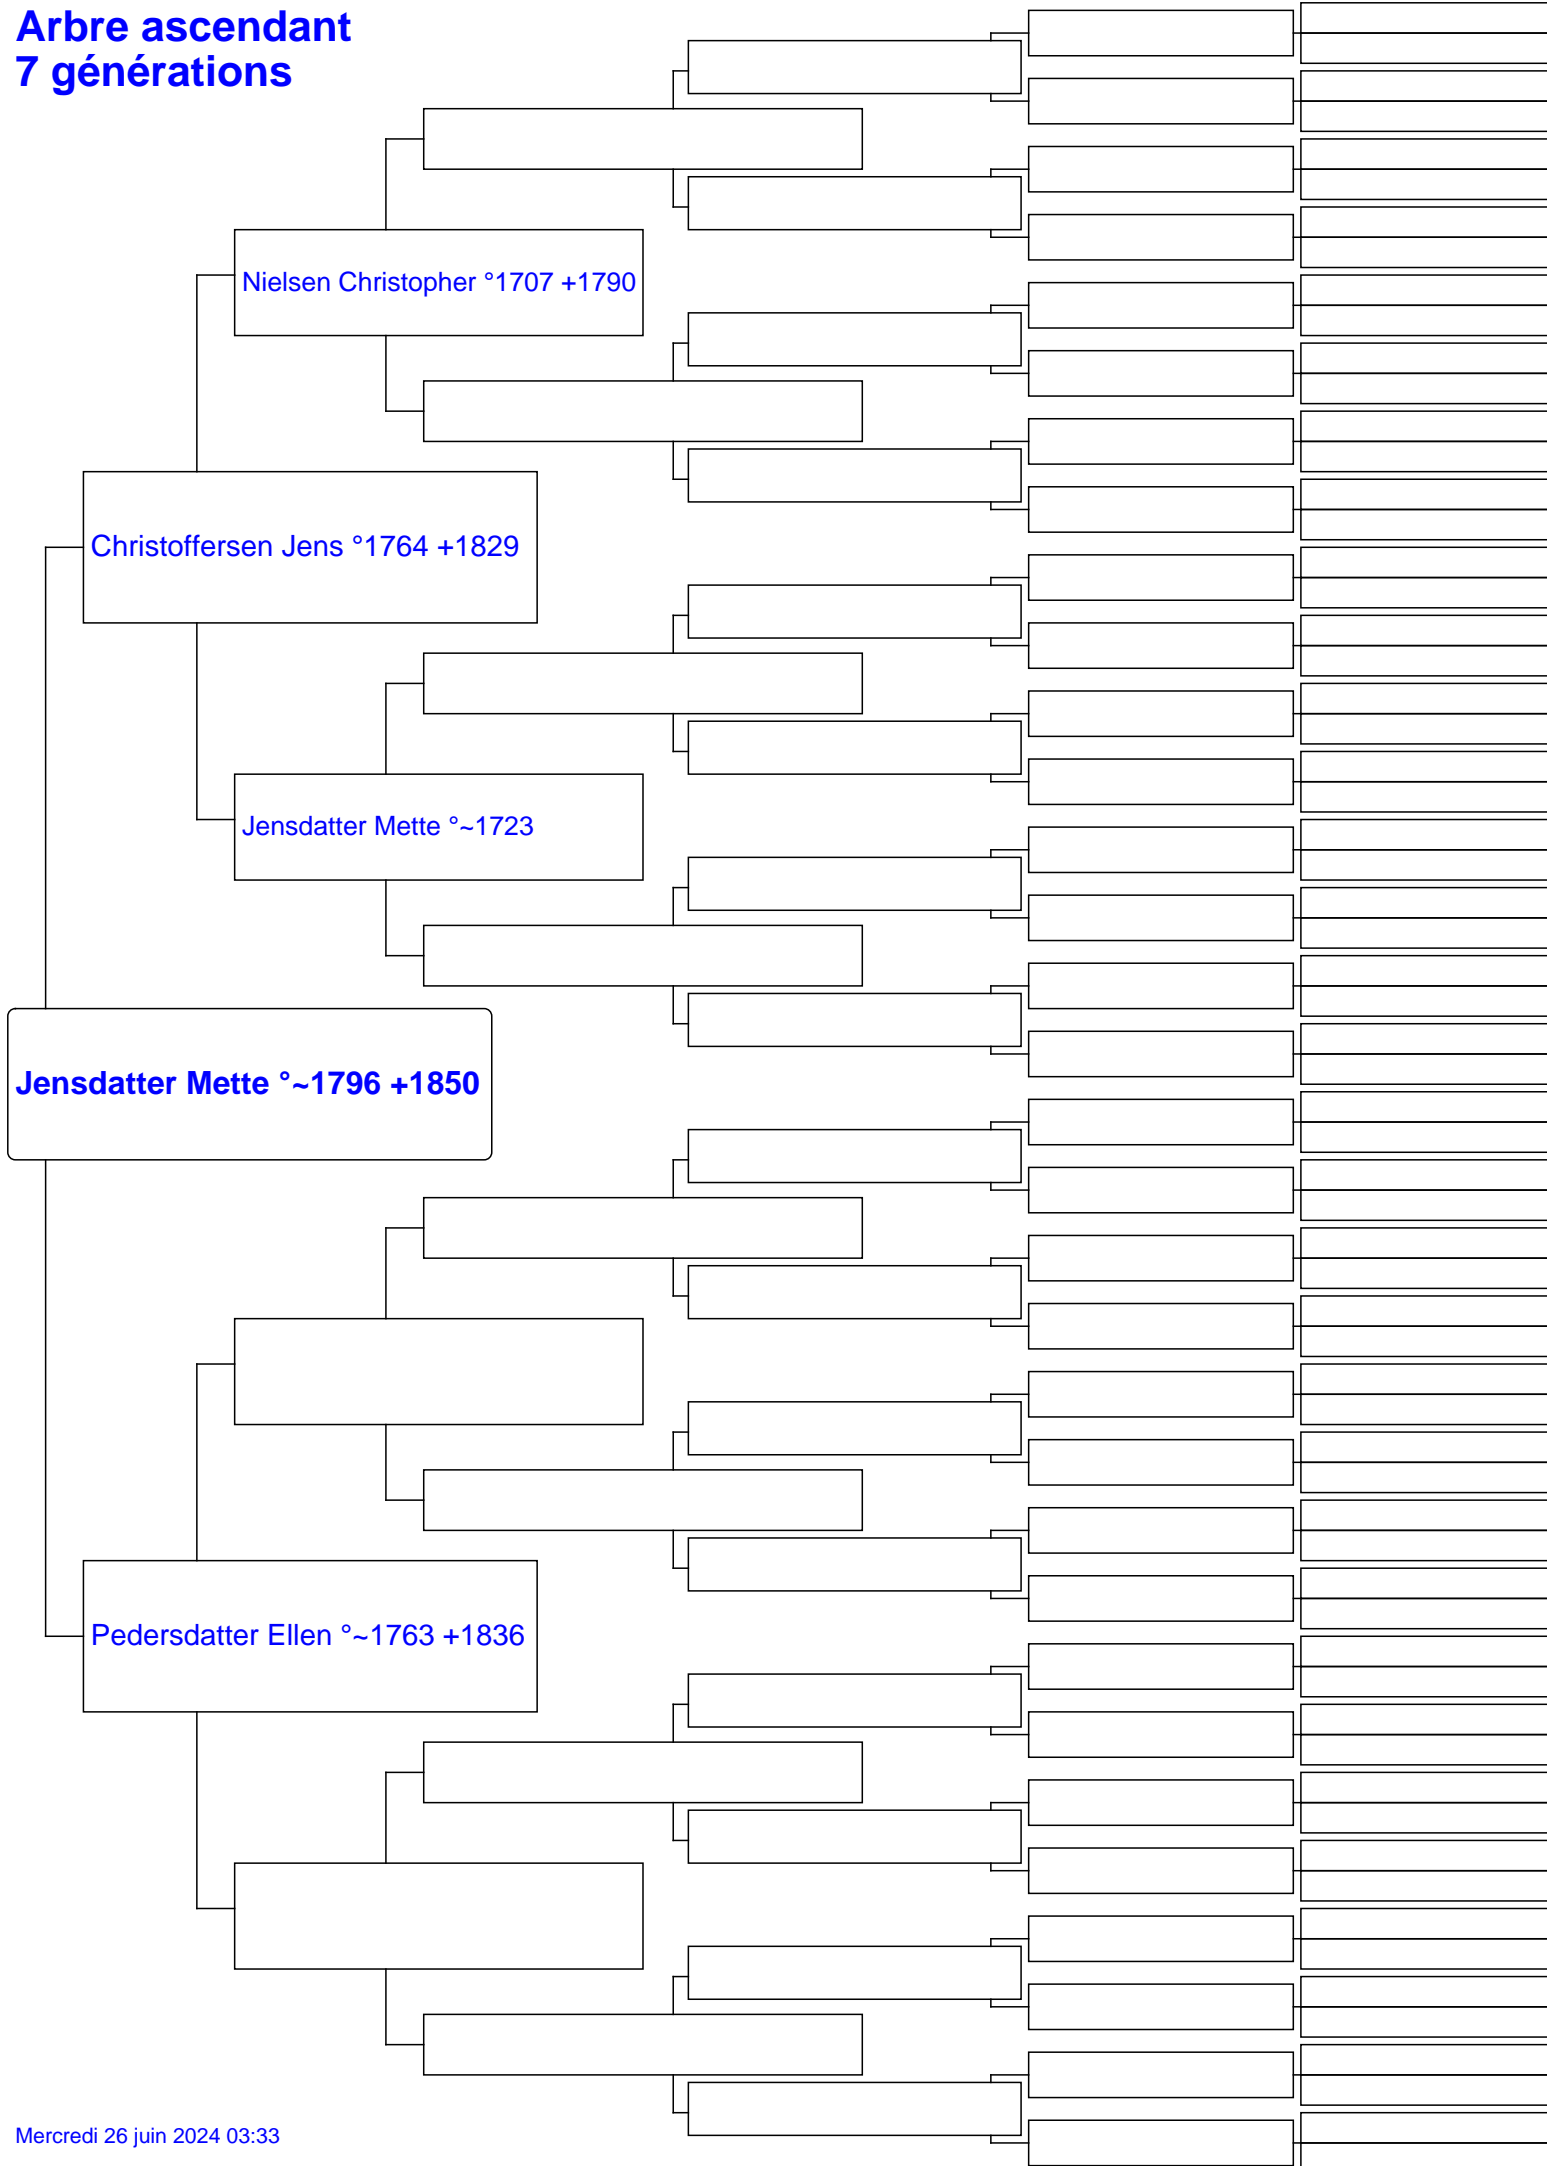 Arbre ascendant
7 générations
Nielsen Christopher °1707 +1790
Christoffersen Jens °1764 +1829
Jensdatter Mette °~1723
Jensdatter Mette °~1796 +1850
Pedersdatter Ellen °~1763 +1836
Mercredi 26 juin 2024 03:33